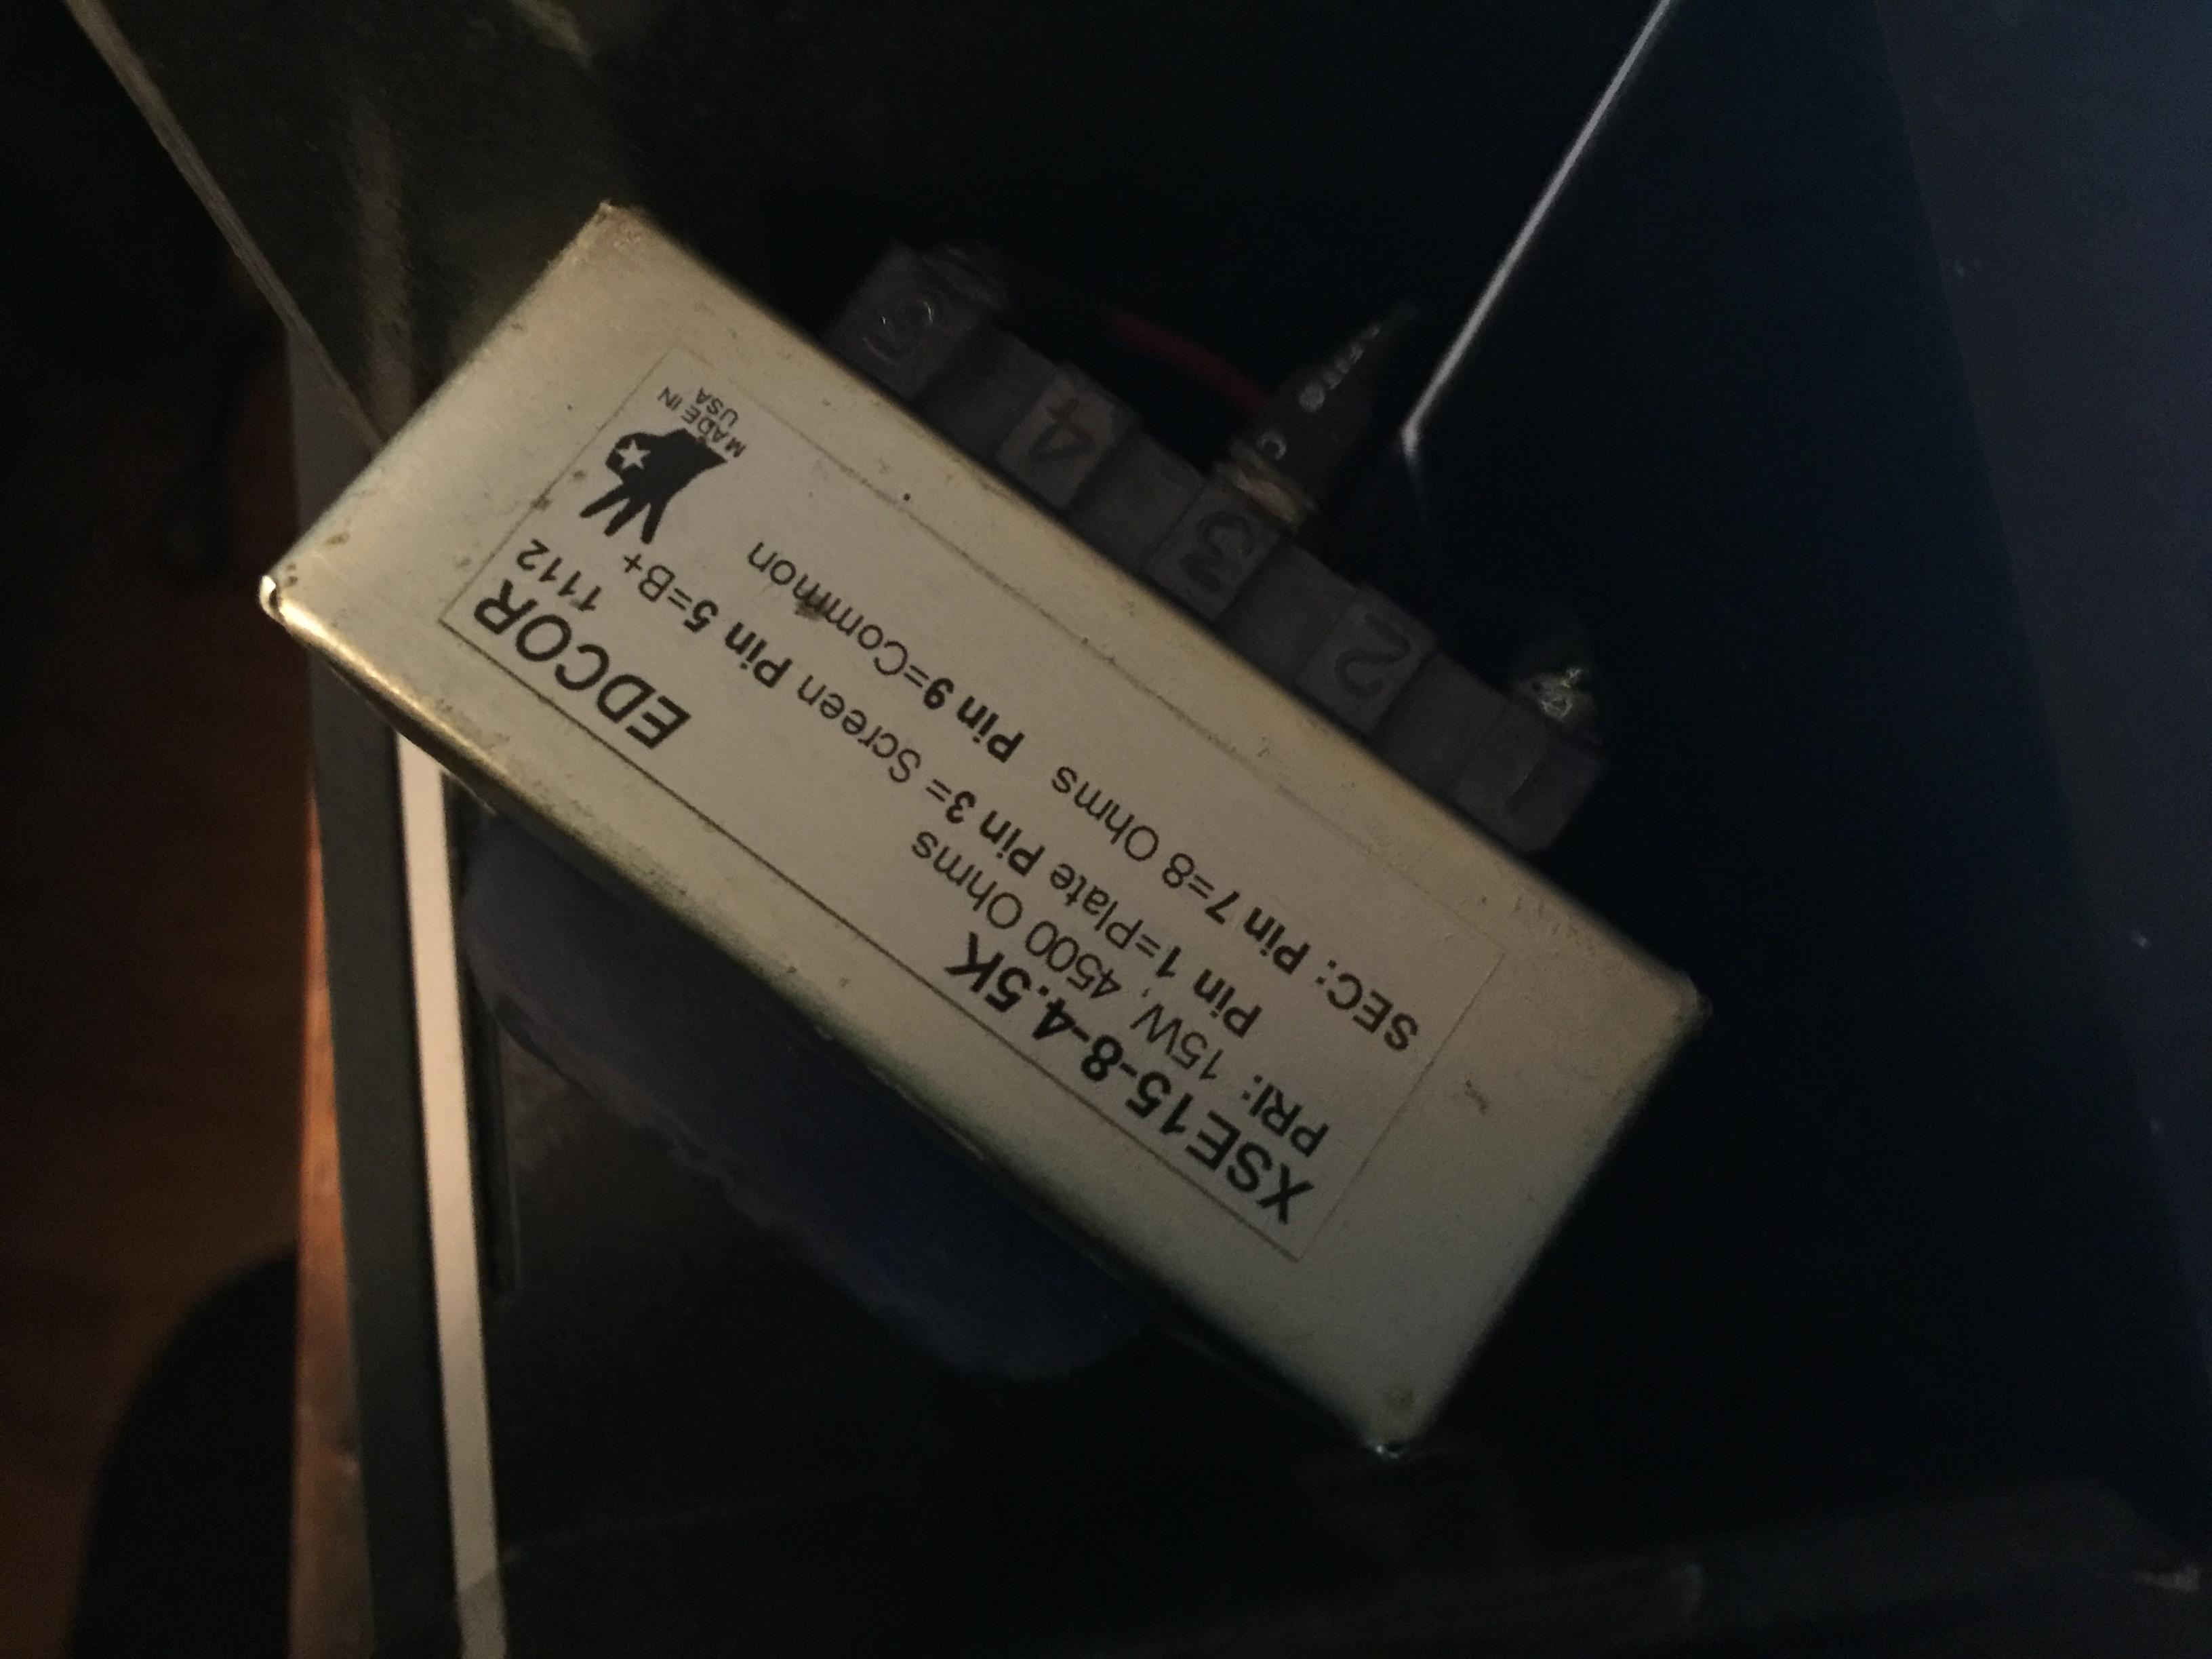 XSE15-8-4.5K
EDCOR
PRI: 15W, 4500 Ohms
T112
Pin 1=Plate Pin 3= Screen Pin 5=B+
SEC: Pin 7=8 Ohms Pin 9=Common
MADE IN
USA
1
2
3
4
5